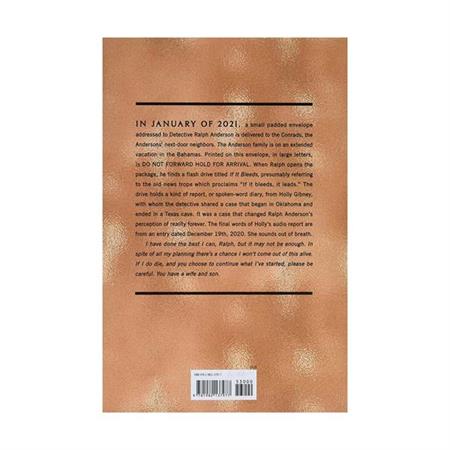 IN JANUARY OF 2021, a small padded envelope
addressed to Detective Ralph Anderson is delivered to the Conrads, the
Andersons' next-door neighbors. The Anderson family is on an extended
vacation in the Bahamas. Printed on this envelope, in large letters,
is DO NOT FORWARD HOLD FOR ARRIVAL. When Ralph opens the
package, he finds a flash drive titled If It Bleeds, presumably referring
to the old news trope which proclaims "If it bleeds, it leads." The
drive holds a kind of report, or spoken-word diary, from Holly Gibney,
with whom the detective shared a case that began in Oklahoma and
ended in a Texas cave. It was a case that changed Ralph Anderson's
perception of reality forever. The final words of Holly's audio report
are from an entry dated December 19th, 2020. She sounds out of breath.
I have done the best I can, Ralph, but it may not be enough. In
spite of all my planning there's a chance I won't come out of this alive.
If I do die, and you choose to continue what I've started, please be
careful. You have a wife and son.
53000